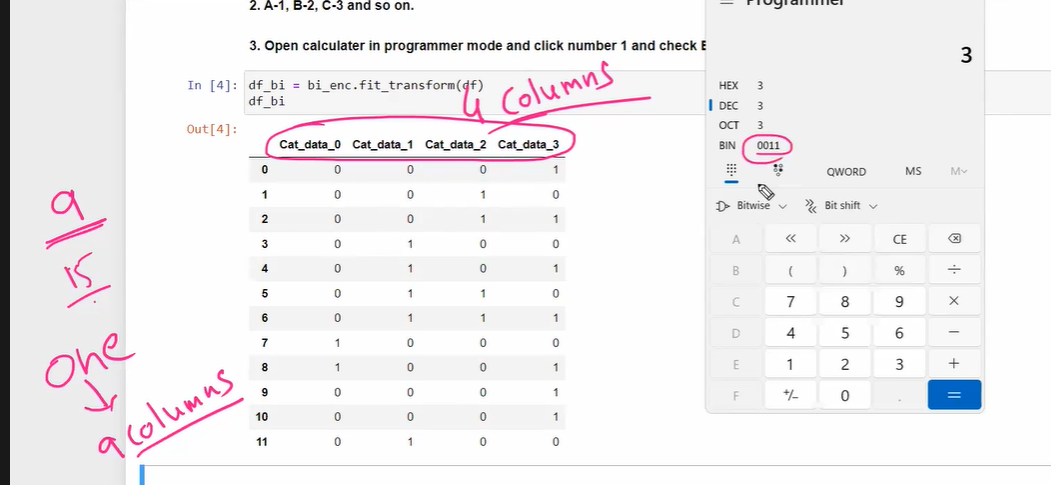 2. A-1, B-2, C-3 and so on.
3. Open calculater in programmer mode and click number 1 and check
In [4]: df_bi = bi_enc.fit_transform(df)
df_bi
4 columns
Out[4]:
Cat_data_0 Cat_data_1 Cat_data_2 Cat_data_3
0 0 0 0 1
1 0 0 1 0
2 0 0 1 1
3 0 1 0 0
4 0 1 0 1
5 0 1 1 0
6 0 1 1 1
7 1 0 0 0
8 1 0 0 1
9 0 0 0 1
10 0 0 0 1
11 0 1 0 0
9
15
One
9 columns
Programmer
3
HEX 3
DEC 3
OCT 3
BIN 0011
QWORD MS M
Bitwise Bit shift
A << >> CE
B ( ) % ÷
C 7 8 9 ×
D 4 5 6 −
E 1 2 3 +
F +/− 0 . =